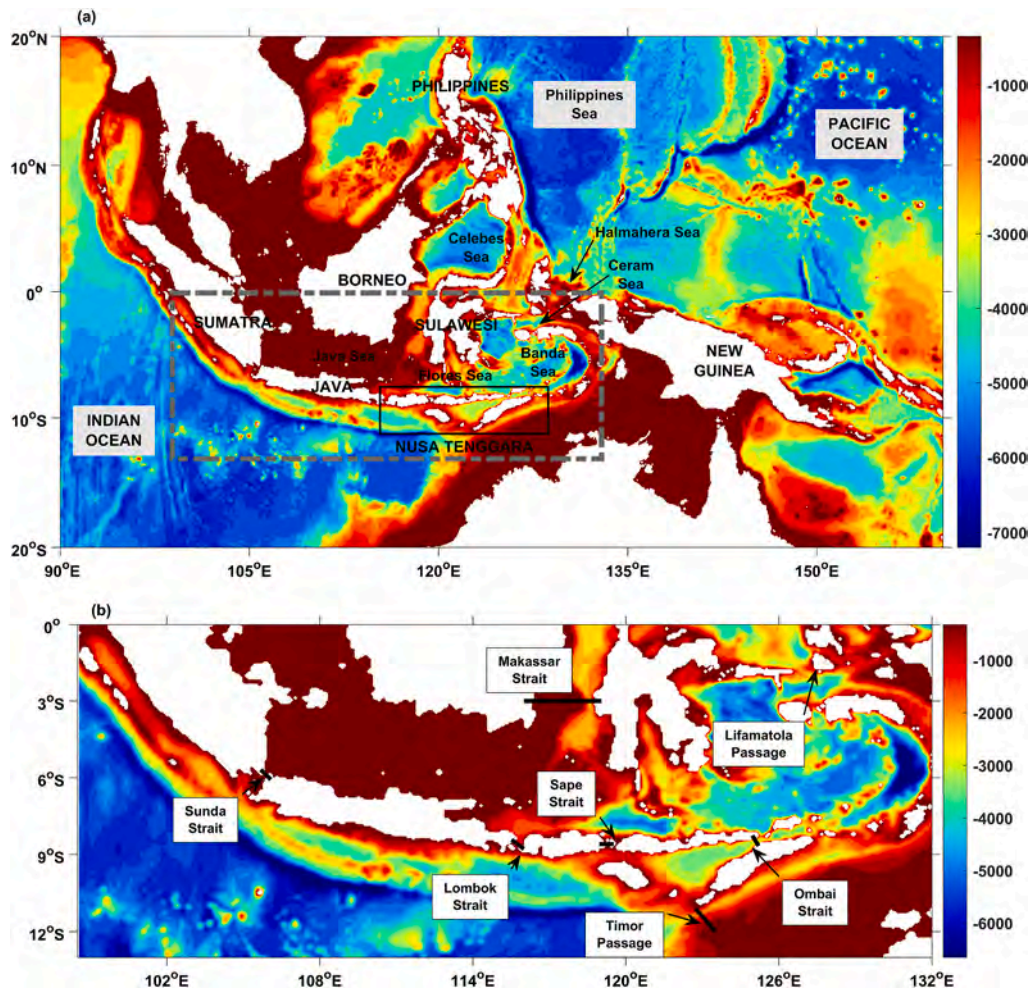 (a)
20°N
10°N
0°
10°S
20°S
90°E
105°E
120°E
135°E
150°E
PHILIPPINES
Philippines
Sea
PACIFIC
OCEAN
Celebes
Sea
Halmahera Sea
Ceram
Sea
BORNEO
SUMATRA
SULAWESI
Java Sea
Banda
Sea
Flores Sea
JAVA
NEW
GUINEA
INDIAN
OCEAN
NUSA TENGGARA
-1000
-2000
-3000
-4000
-5000
-6000
-7000
(b)
0°
3°S
6°S
9°S
12°S
102°E
108°E
114°E
120°E
126°E
132°E
Makassar
Strait
Lifamatola
Passage
Sape
Strait
Sunda
Strait
Lombok
Strait
Ombai
Strait
Timor
Passage
-1000
-2000
-3000
-4000
-5000
-6000